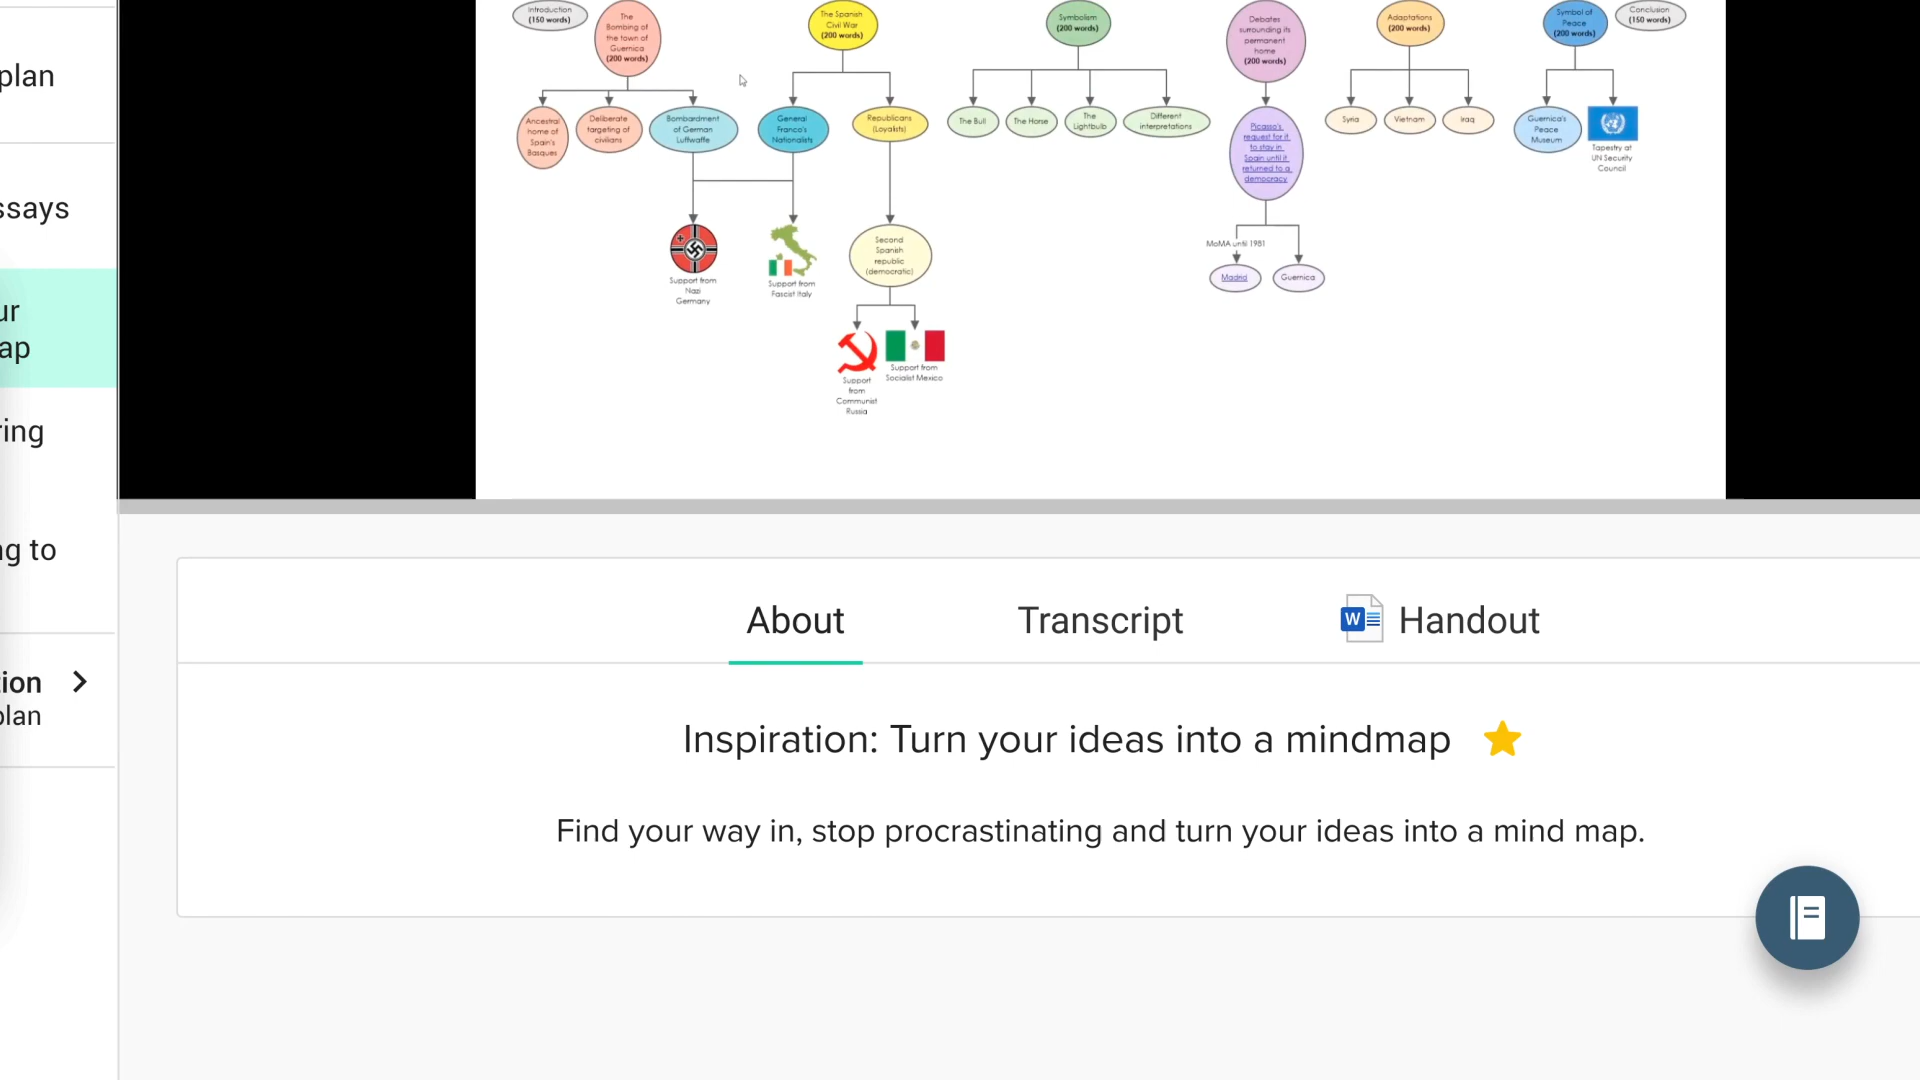 Introduction
(150 words)
The
Bombing of
the town of
Guernica
(200 words)
The Spanish
Civil War
(200 words)
Symbolism
(200 words)
Debates
surrounding its
permanent
home
(200 words)
Adaptations
(200 words)
Symbol of
Peace
(200 words)
Conclusion
(150 words)
Ancestral
home of
Spain's
Basques
Deliberate
targeting of
civilians
Bombardment
of German
Luftwaffe
General
Franco's
Nationalists
Republicans
(Loyalists)
The Bull
The Horse
The
Lightbulb
Different
interpretations
Picasso's
request for it
to stay in
Spain until it
returned to a
democracy
Syria
Vietnam
Iraq
Guernica's
Peace
Museum
Tapestry at
UN Security
Council
Support from
Nazi
Germany
Support from
Fascist Italy
Second
Spanish
republic
(democratic)
MoMA until 1981
Madrid
Guernica
Support
from
Communist
Russia
Support from
Socialist Mexico
plan
ssays
ur
ap
ring
ng to
tion
plan
About
Transcript
W Handout
Inspiration: Turn your ideas into a mindmap
Find your way in, stop procrastinating and turn your ideas into a mind map.